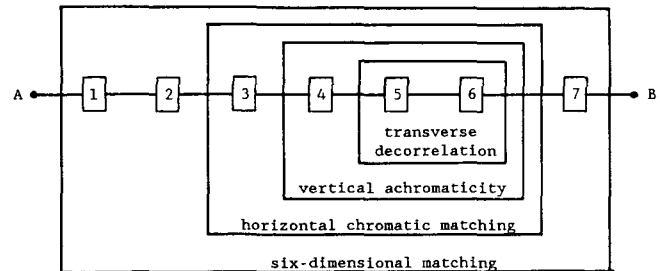 A 1 2 3 4 5 6 7 B
transverse
decorrelation
vertical achromaticity
horizontal chromatic matching
six-dimensional matching